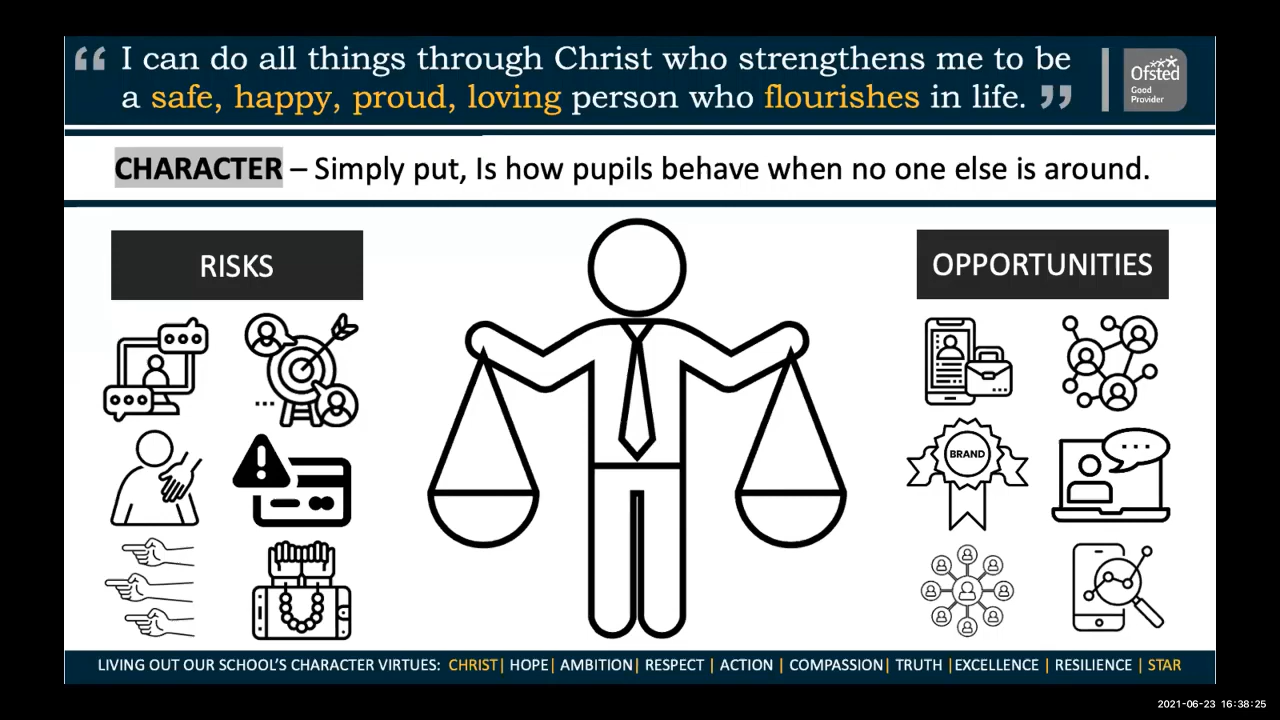 “ I can do all things through Christ who strengthens me to be
a safe, happy, proud, loving person who flourishes in life. ”
Ofsted
Good
Provider
CHARACTER – Simply put, Is how pupils behave when no one else is around.
RISKS
OPPORTUNITIES
BRAND
LIVING OUT OUR SCHOOL’S CHARACTER VIRTUES: CHRIST| HOPE| AMBITION| RESPECT | ACTION | COMPASSION| TRUTH |EXCELLENCE | RESILIENCE | STAR
2021-06-23 16:38:25